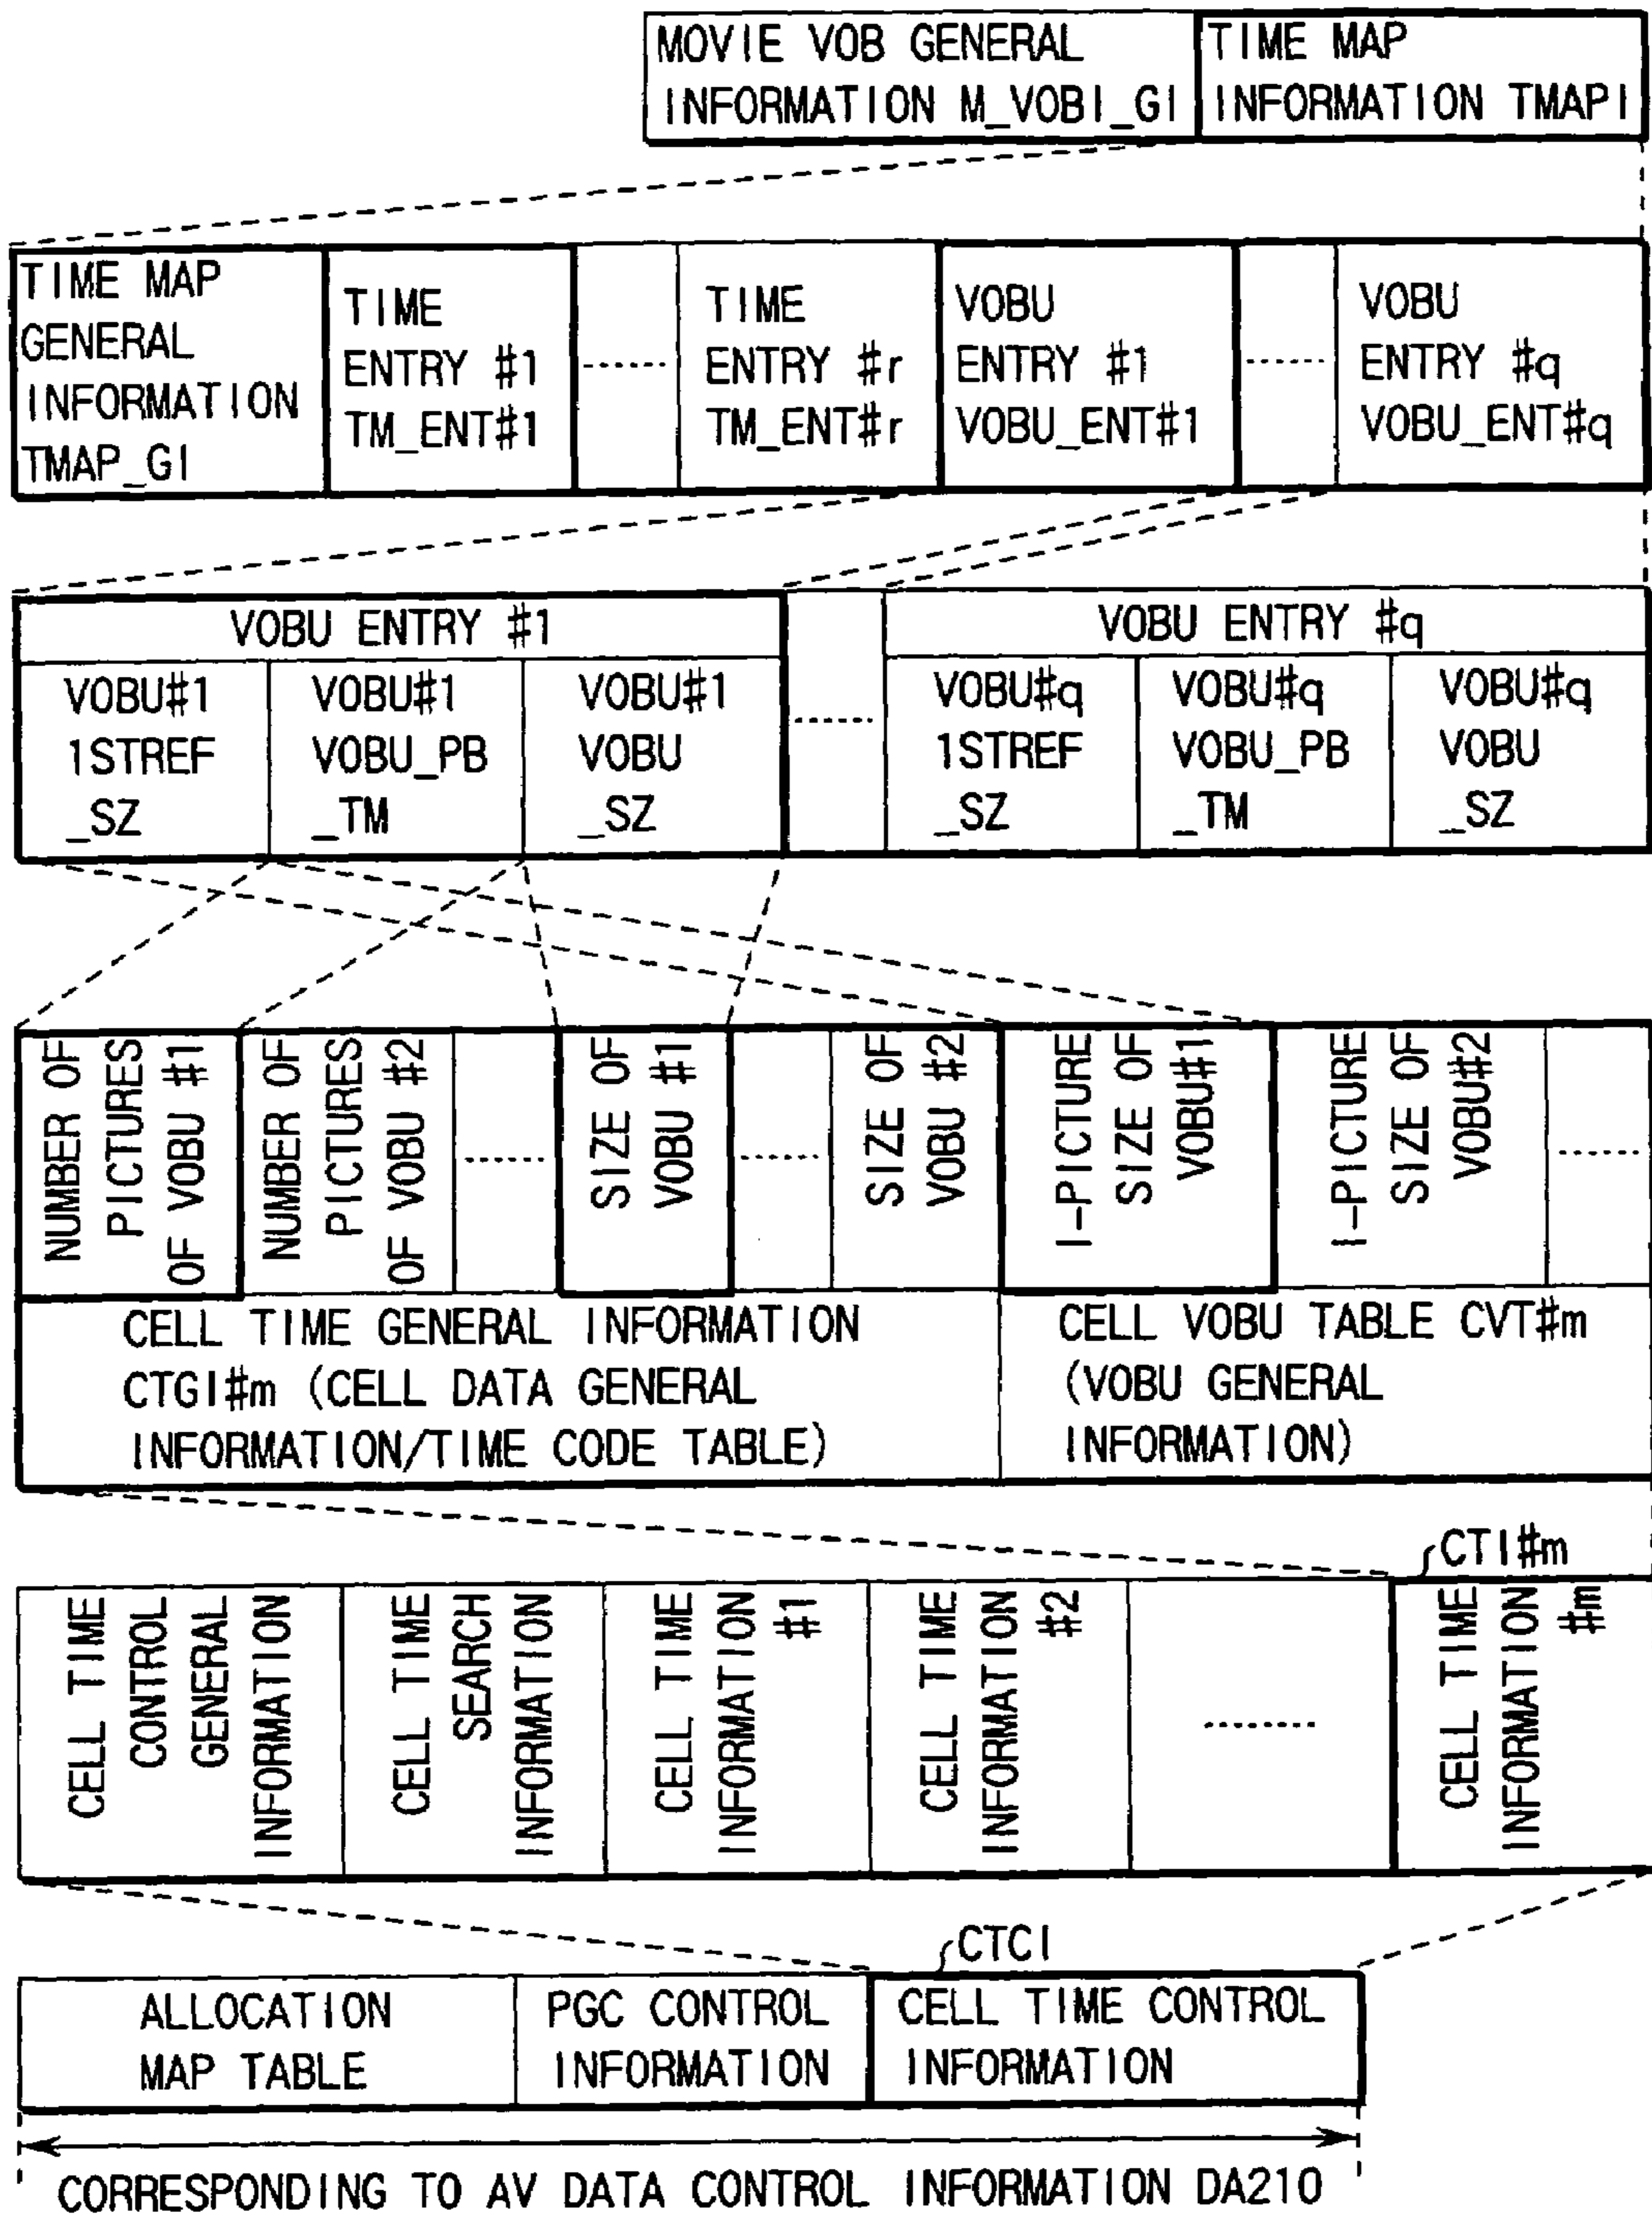 MOVIE VOB GENERAL
INFORMATION M_VOBI_GI
TIME MAP
INFORMATION TMAPI
TIME MAP
GENERAL
INFORMATION
TMAP_GI
TIME
ENTRY #1
TM_ENT#1
........
TIME
ENTRY #r
TM_ENT#r
VOBU
ENTRY #1
VOBU_ENT#1
........
VOBU
ENTRY #q
VOBU_ENT#q
VOBU ENTRY #1
VOBU#1
1STREF
_SZ
VOBU#1
VOBU_PB
_TM
VOBU#1
VOBU
_SZ
........
VOBU ENTRY #q
VOBU#q
1STREF
_SZ
VOBU#q
VOBU_PB
_TM
VOBU#q
VOBU
_SZ
NUMBER OF
PICTURES
OF VOBU #1
NUMBER OF
PICTURES
OF VOBU #2
........
SIZE OF
VOBU #1
........
SIZE OF
VOBU #2
I-PICTURE
SIZE OF
VOBU#1
I-PICTURE
SIZE OF
VOBU#2
........
CELL TIME GENERAL INFORMATION
CTGI#m (CELL DATA GENERAL
INFORMATION/TIME CODE TABLE)
CELL VOBU TABLE CVT#m
(VOBU GENERAL
INFORMATION)
CTI#m
CELL TIME
CONTROL
GENERAL
INFORMATION
CELL TIME
SEARCH
INFORMATION
CELL TIME
INFORMATION
#1
CELL TIME
INFORMATION
#2
........
CELL TIME
INFORMATION
#m
CTCI
ALLOCATION
MAP TABLE
PGC CONTROL
INFORMATION
CELL TIME CONTROL
INFORMATION
CORRESPONDING TO AV DATA CONTROL INFORMATION DA210